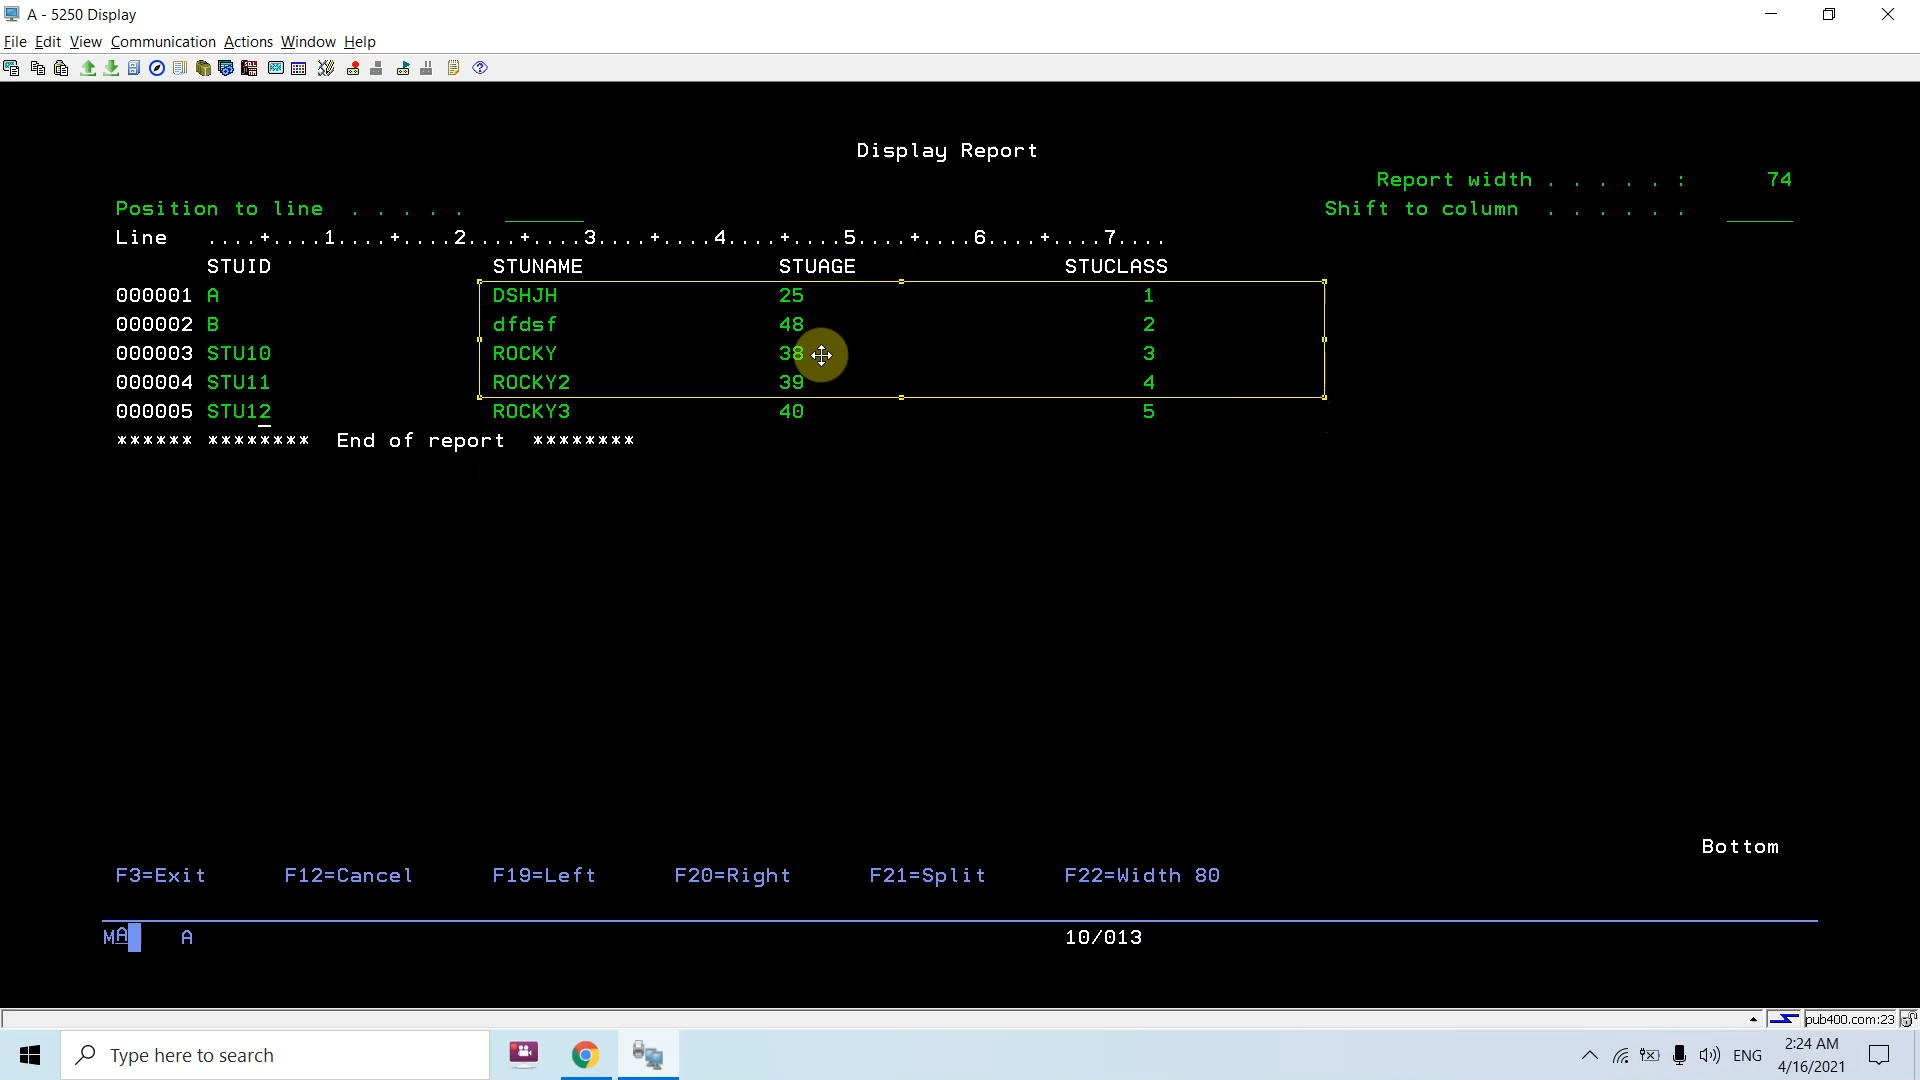 A - 5250 Display
File Edit View Communication Actions Window Help
Display Report
Report width . . . . . : 74
Position to line . . . . . Shift to column . . . . . .
Line ....+....1....+....2....+....3....+....4....+....5....+....6....+....7....
STUID STUNAME STUAGE STUCLASS
000001 A DSHJH 25 1
000002 B dfdsf 48 2
000003 STU10 ROCKY 38 3
000004 STU11 ROCKY2 39 4
000005 STU12 ROCKY3 40 5
****** ******** End of report ********
Bottom
F3=Exit F12=Cancel F19=Left F20=Right F21=Split F22=Width 80
MA A 10/013
pub400.com:23
Type here to search
ENG
2:24 AM
4/16/2021